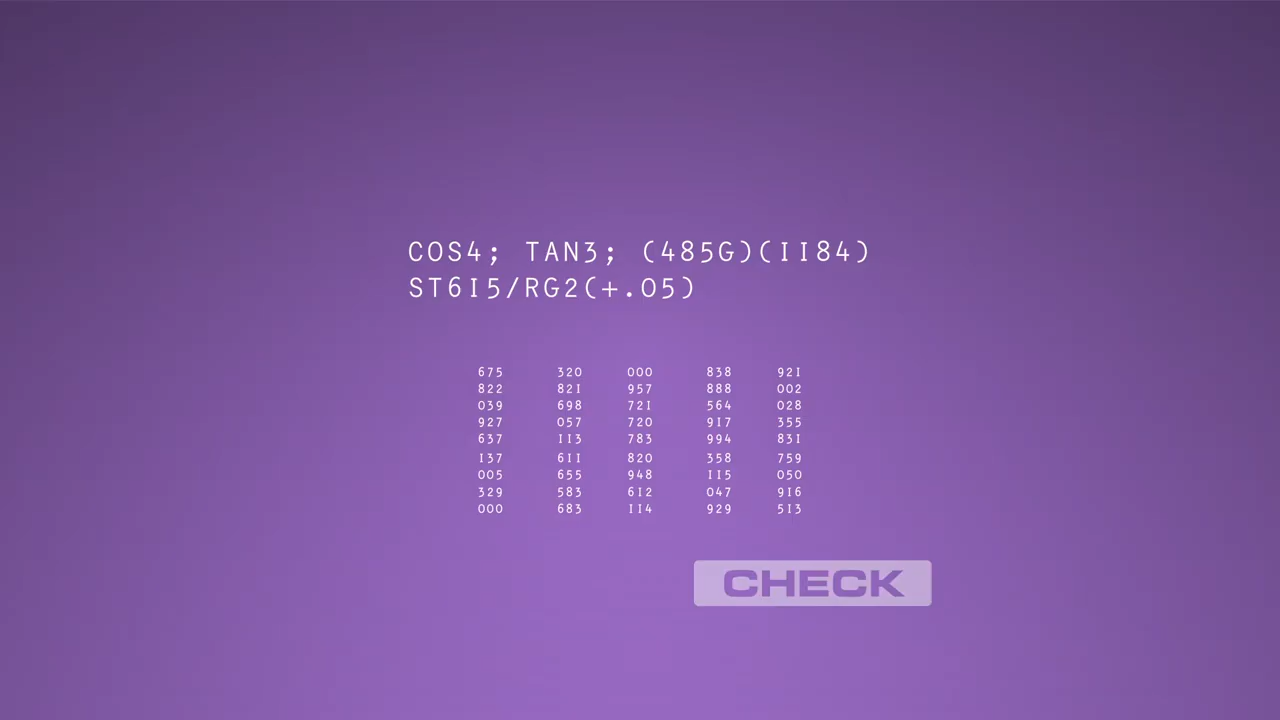 COS4; TAN3; (485G)(II84)
ST6I5/RG2(+.05)
675 320 000 838 92I
822 82I 957 888 002
039 698 72I 564 028
927 057 720 9I7 355
637 II3 783 994 83I
I37 6II 820 358 759
005 655 948 II5 050
329 583 6I2 047 9I6
000 683 II4 929 5I3
CHECK